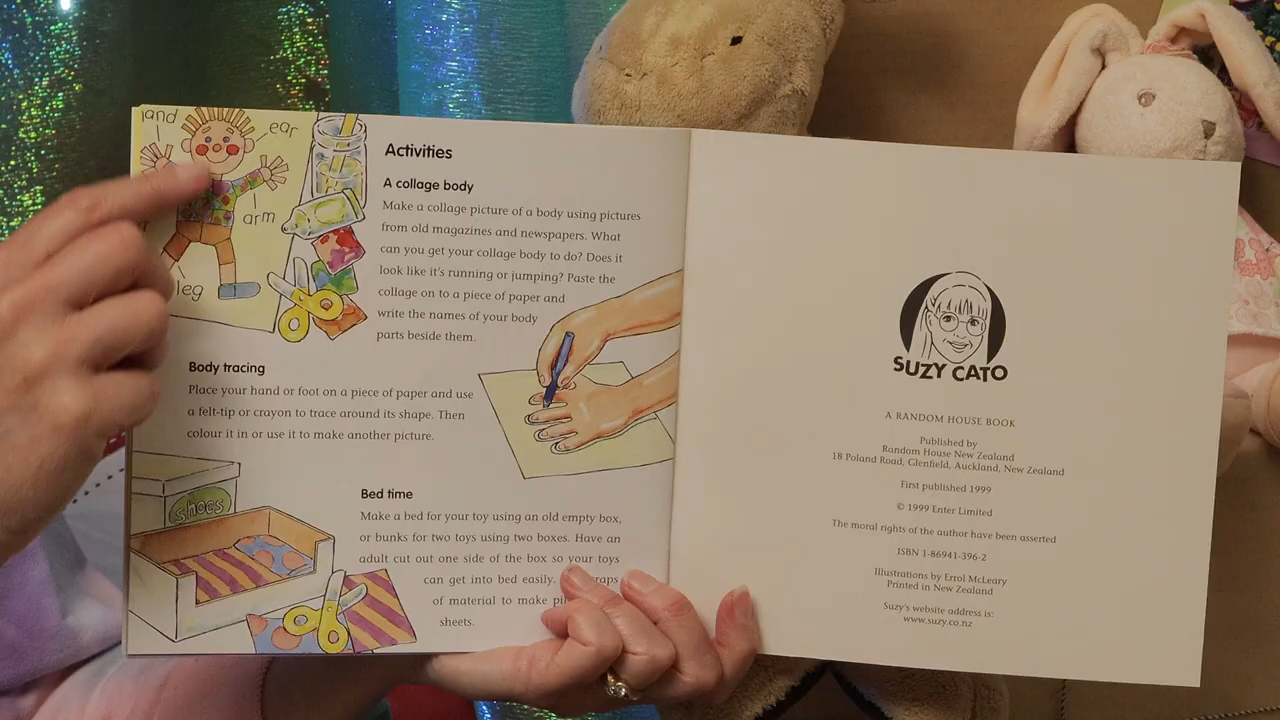 and
ear
arm
leg
Activities
A collage body
Make a collage picture of a body using pictures
from old magazines and newspapers. What
can you get your collage body to do? Does it
look like it's running or jumping? Paste the
collage on to a piece of paper and
write the names of your body
parts beside them.
Body tracing
Place your hand or foot on a piece of paper and use
a felt-tip or crayon to trace around its shape. Then
colour it in or use it to make another picture.
shoes
Bed time
Make a bed for your toy using an old empty box,
or bunks for two toys using two boxes. Have an
adult cut out one side of the box so your toys
can get into bed easily.
of material to make
sheets.
SUZY CATO
A RANDOM HOUSE BOOK
Published by
Random House New Zealand
18 Poland Road, Glenfield, Auckland, New Zealand
First published 1999
© 1999 Enter Limited
The moral rights of the author have been asserted
ISBN 1-86941-396-2
Illustrations by Errol McLeary
Printed in New Zealand
Suzy's website address is:
www.suzy.co.nz